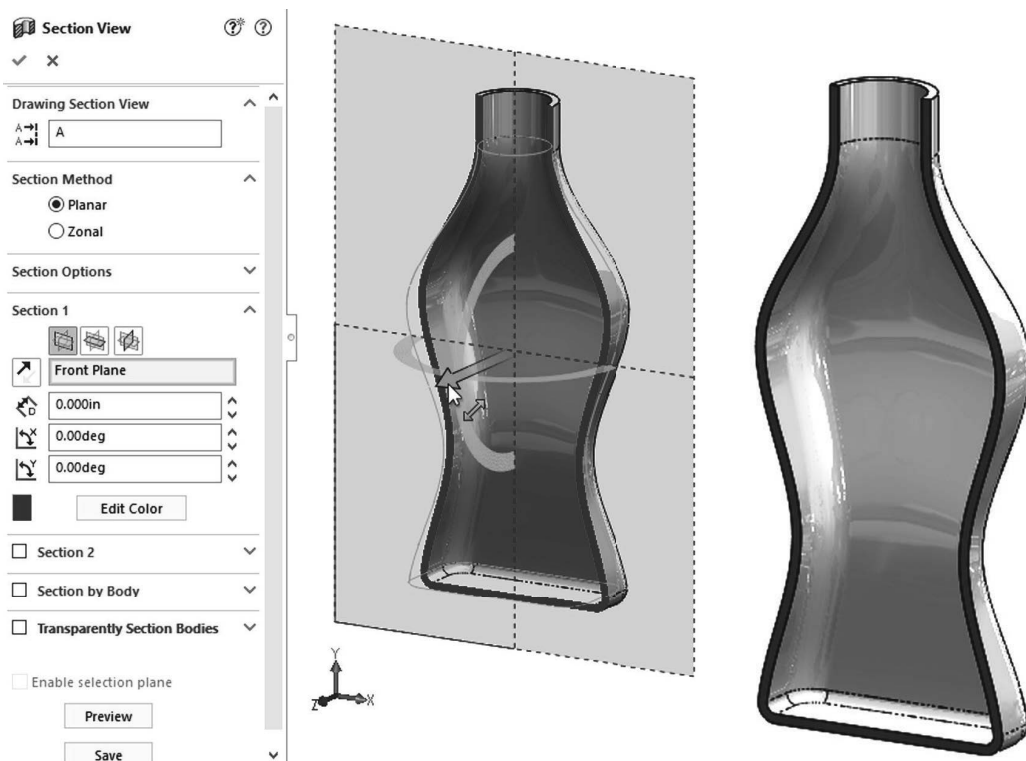 Section View
Drawing Section View
A
A
A
Section Method
Planar
Zonal
Section Options
Section 1
Front Plane
D
0.000in
X
0.00deg
Y
0.00deg
Edit Color
Section 2
Section by Body
Transparently Section Bodies
Enable selection plane
Preview
Save
Y
Z
X